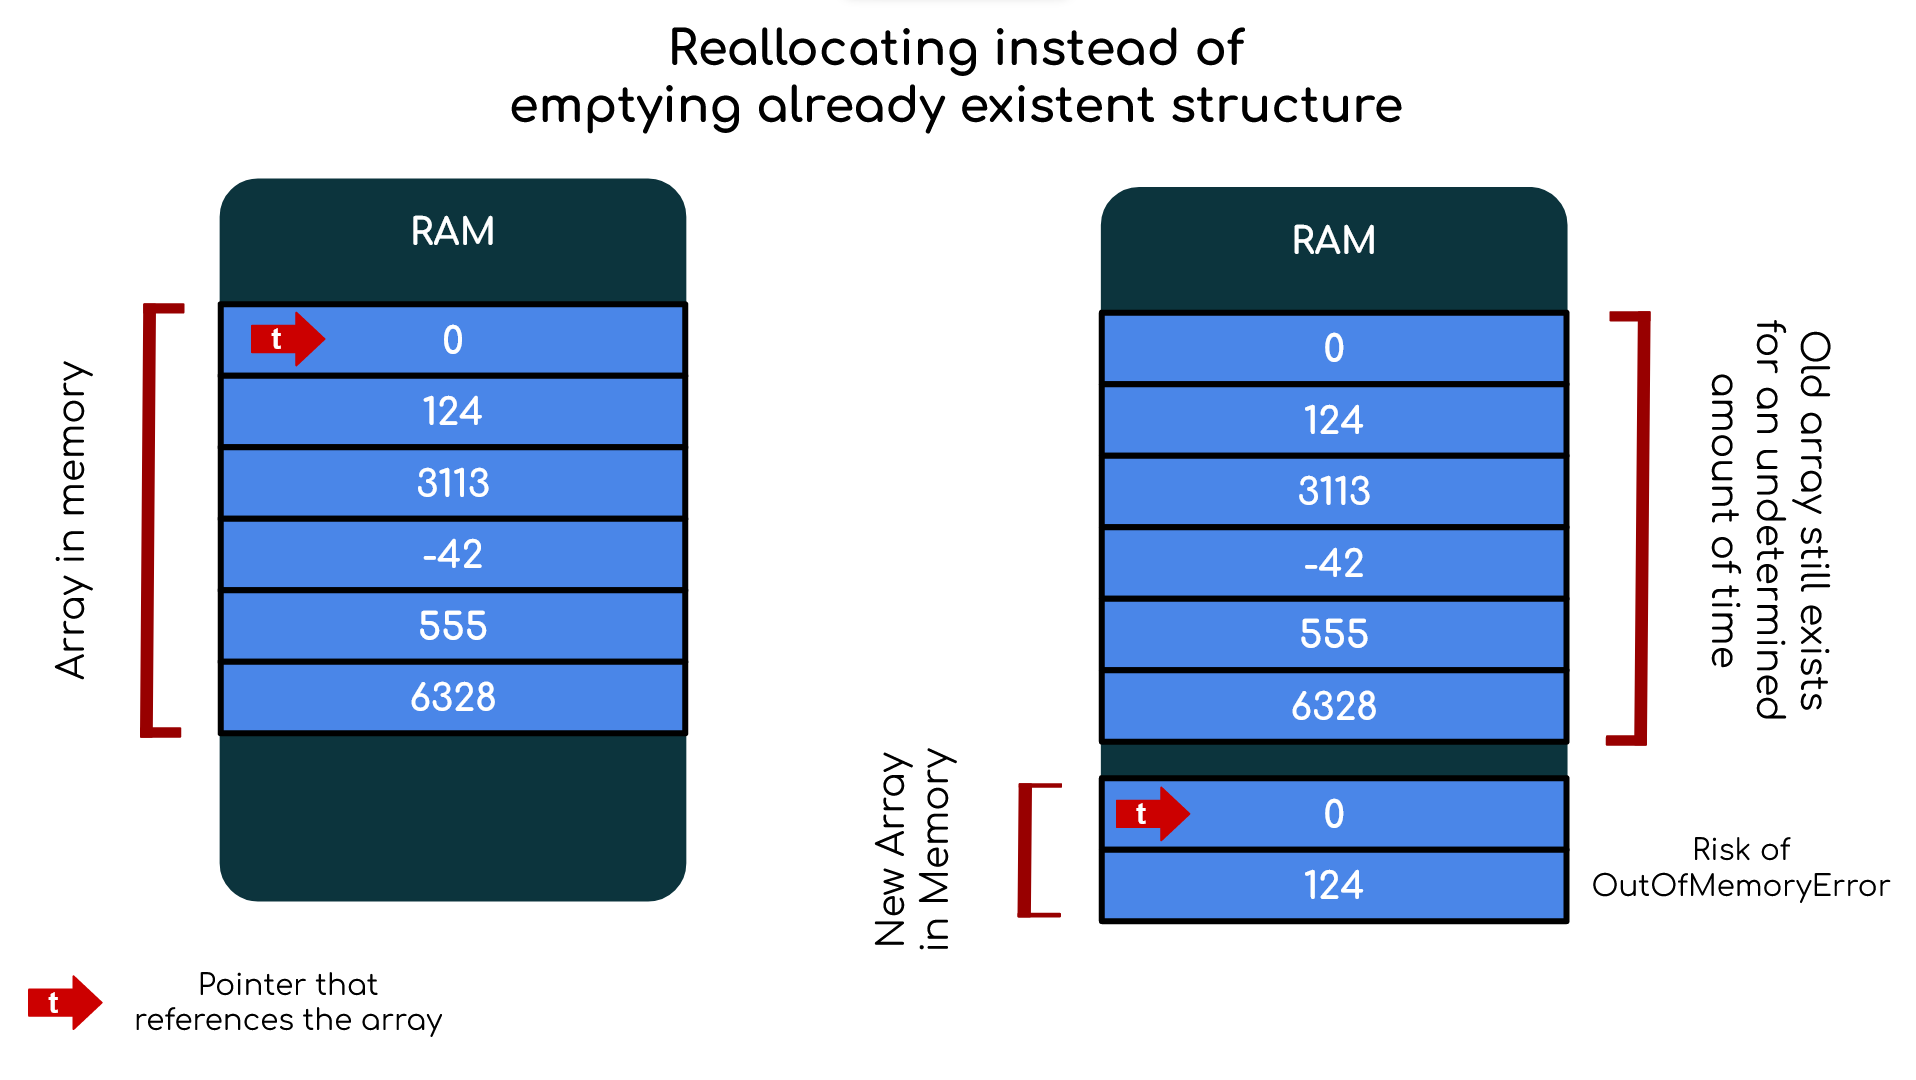 Reallocating instead of
emptying already existent structure
RAM
Array in memory
t
0
124
3113
-42
555
6328
RAM
0
124
3113
-42
555
6328
Old array still exists
for an undetermined
amount of time
New Array
in Memory
t
0
124
Risk of
OutOfMemoryError
t
Pointer that
references the array